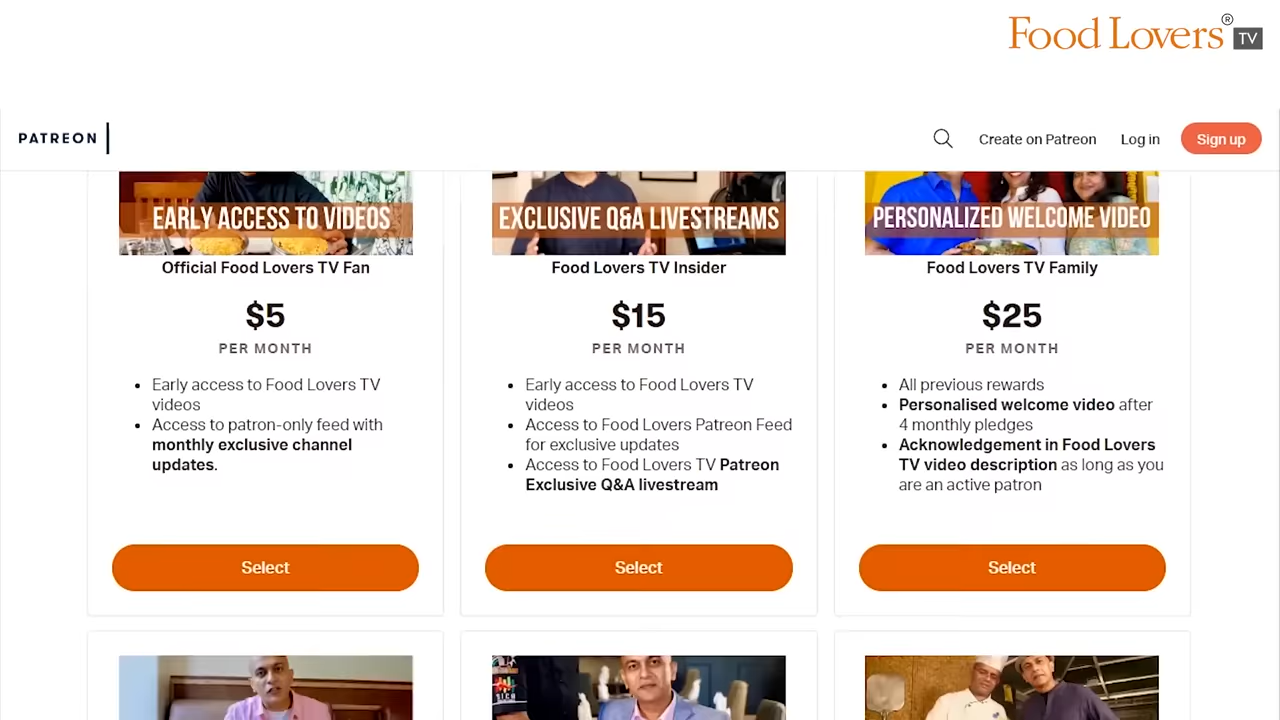 Food Lovers®
TV
PATREON
Create on Patreon
Log in
Sign up
EARLY ACCESS TO VIDEOS
Official Food Lovers TV Fan
$5
PER MONTH
Early access to Food Lovers TV
videos
Access to patron-only feed with
monthly exclusive channel
updates.
Select
EXCLUSIVE Q&A LIVESTREAMS
Food Lovers TV Insider
$15
PER MONTH
Early access to Food Lovers TV
videos
Access to Food Lovers Patreon Feed
for exclusive updates
Access to Food Lovers TV Patreon
Exclusive Q&A livestream
Select
PERSONALIZED WELCOME VIDEO
Food Lovers TV Family
$25
PER MONTH
All previous rewards
Personalised welcome video after
4 monthly pledges
Acknowledgement in Food Lovers
TV video description as long as you
are an active patron
Select